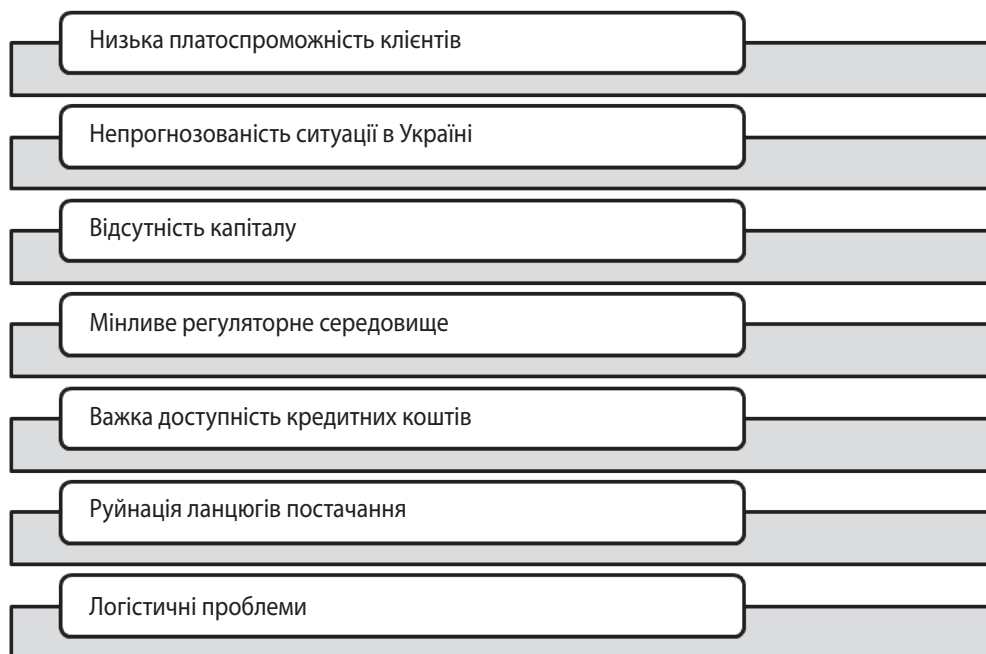 Низька платоспроможність клієнтів
Непрогнозованість ситуації в Україні
Відсутність капіталу
Мінливе регуляторне середовище
Важка доступність кредитних коштів
Руйнація ланцюгів постачання
Логістичні проблеми